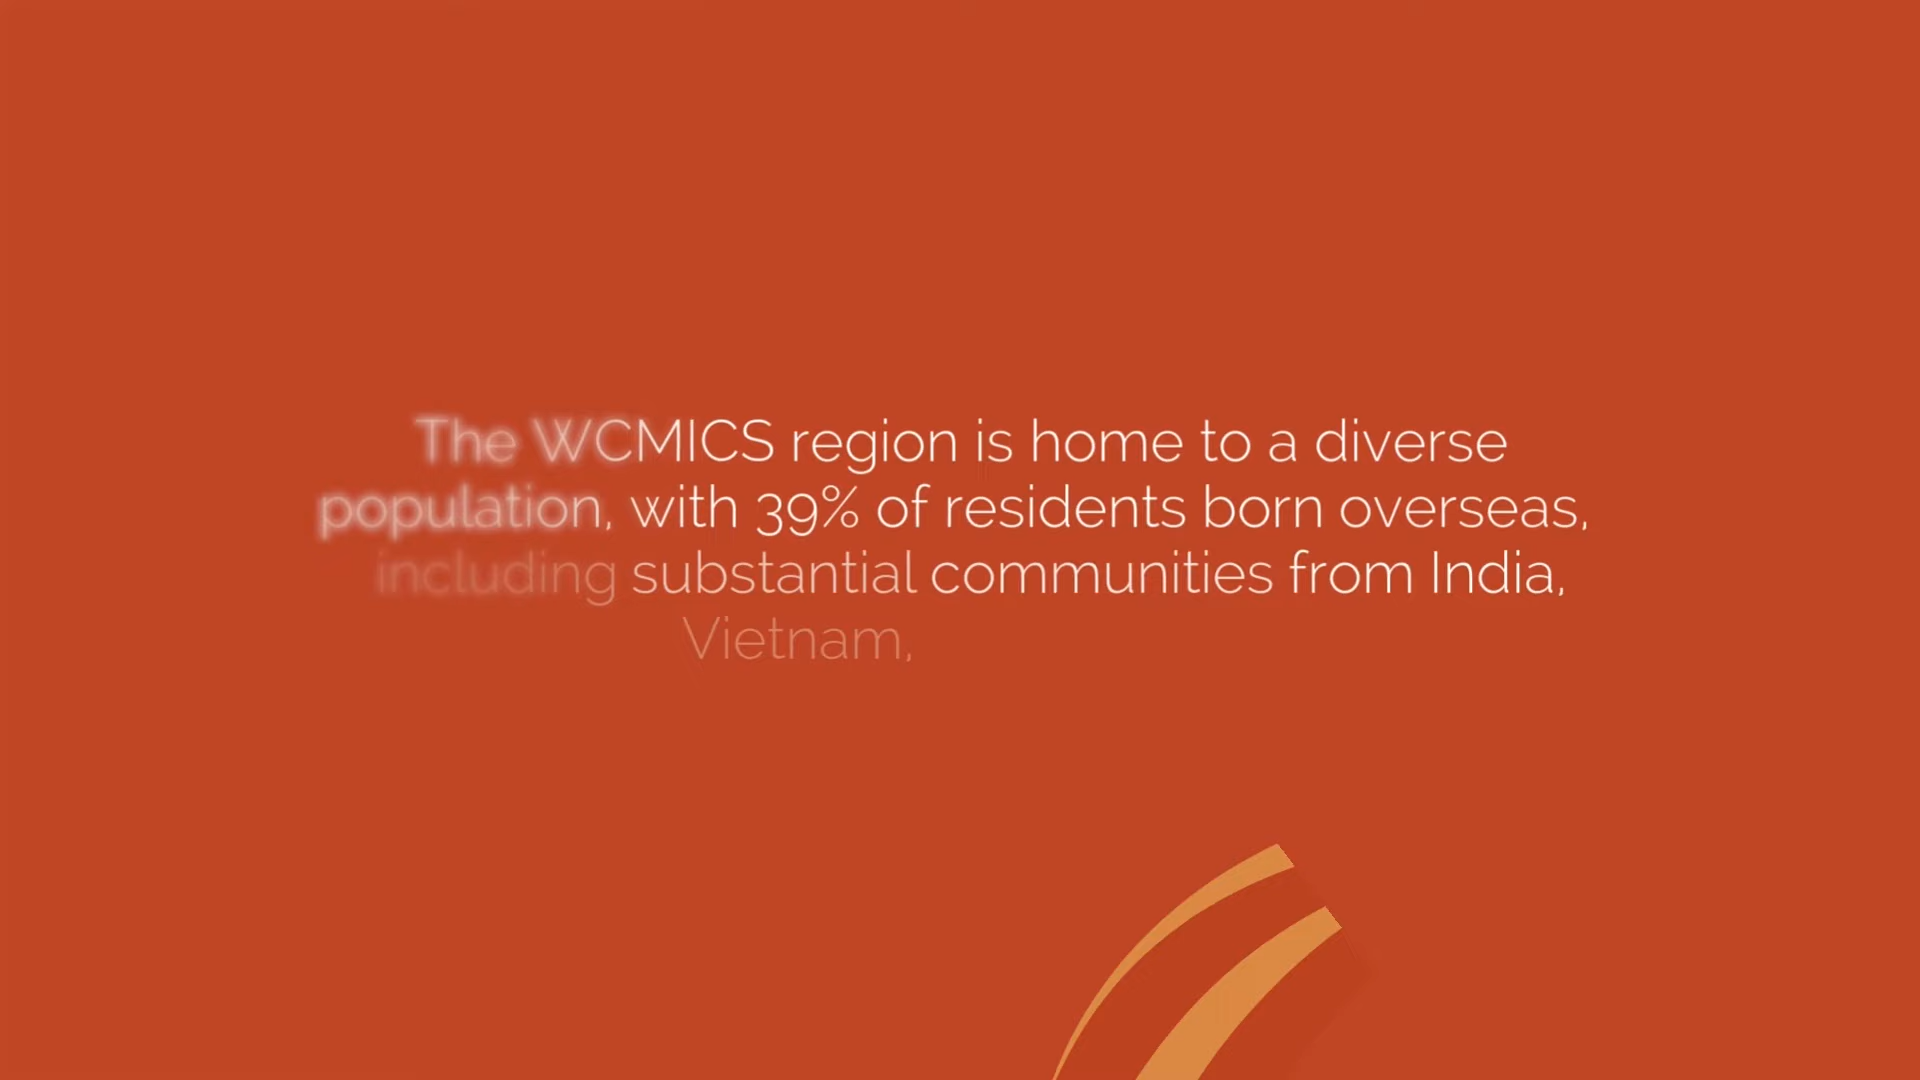 The WCMICS region is home to a diverse
population, with 39% of residents born overseas,
including substantial communities from India,
Vietnam,